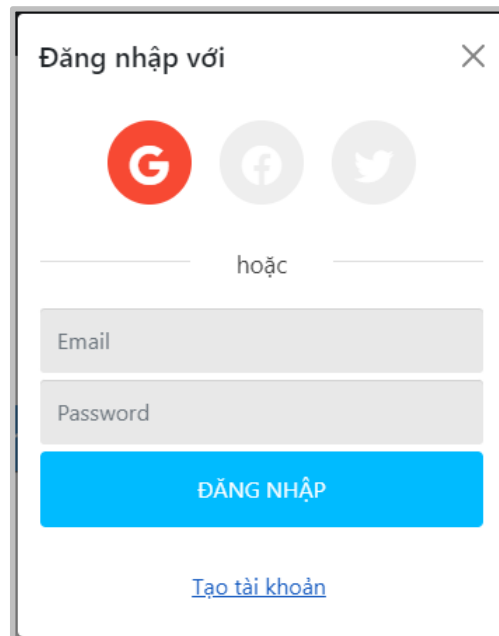 Đăng nhập với
hoặc
Email
Password
ĐĂNG NHẬP
Tạo tài khoản